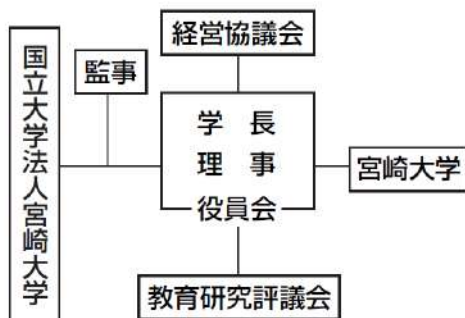 経営協議会
監事
国立大学法人宮崎大学
学 長
理 事
役員会
宮崎大学
教育研究評議会